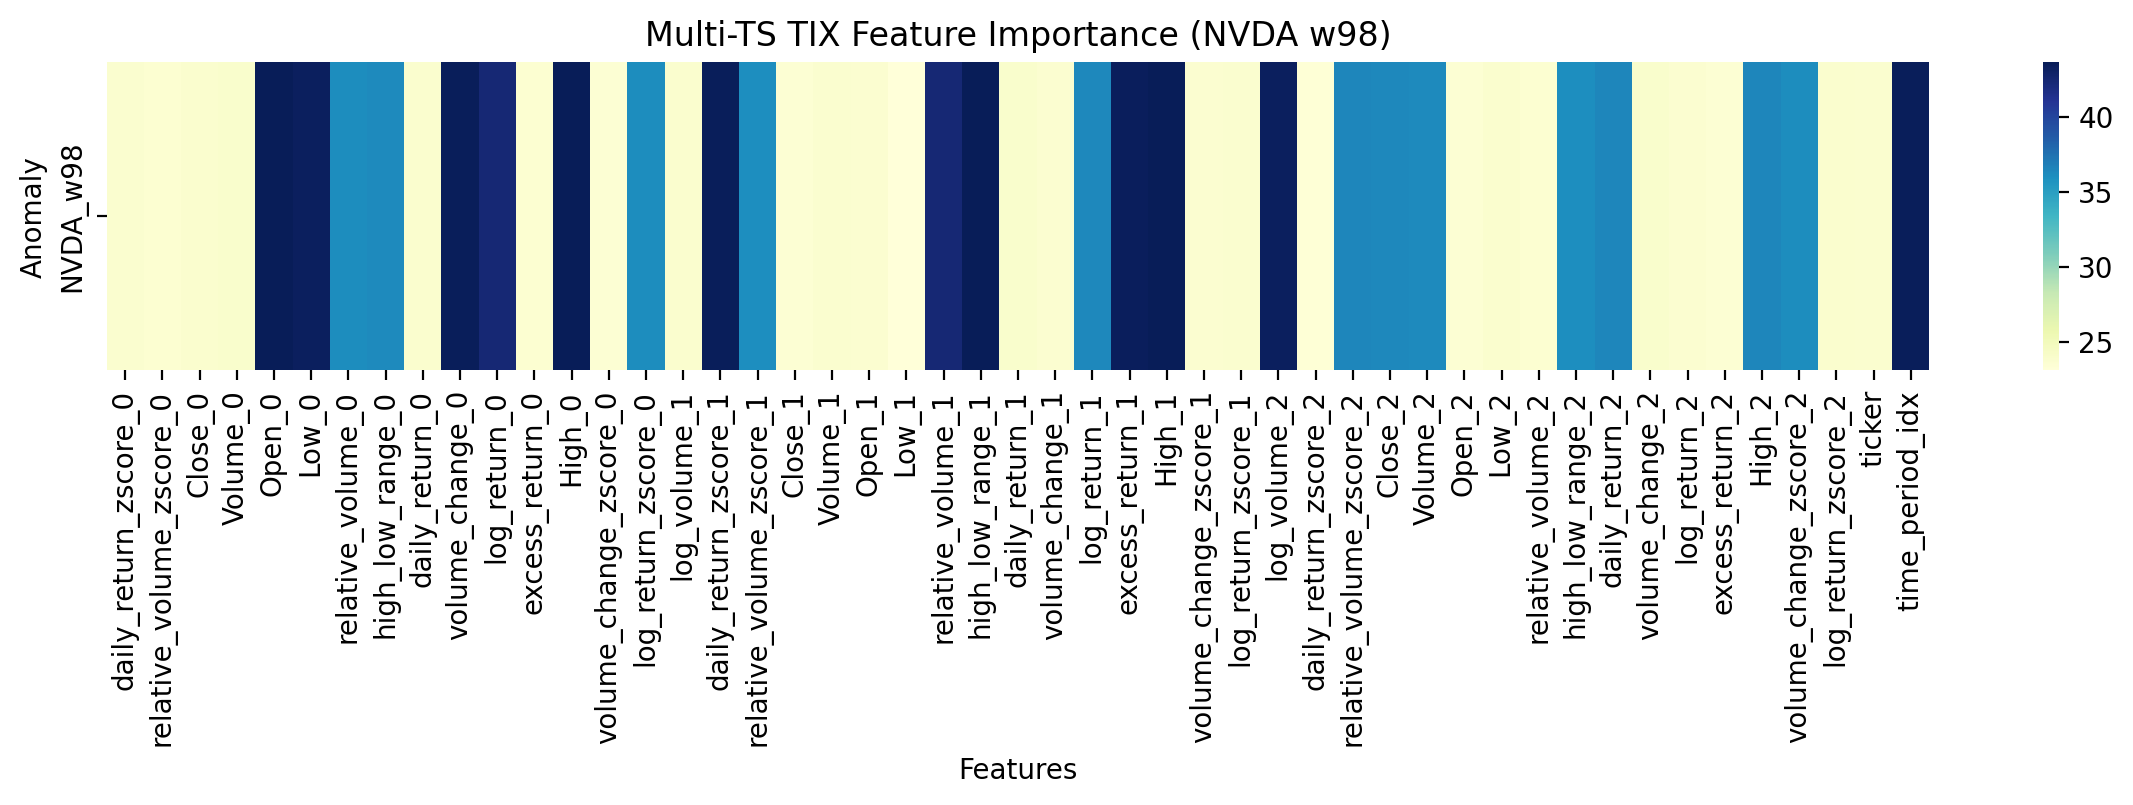 Multi-TS TIX Feature Importance (NVDA w98)
Anomaly
NVDA_w98
40
35
30
25
daily_return_zscore_0
relative_volume_zscore_0
Close_0
Volume_0
Open_0
Low_0
relative_volume_0
high_low_range_0
daily_return_0
volume_change_0
log_return_0
excess_return_0
High_0
volume_change_zscore_0
log_return_zscore_0
log_volume_1
daily_return_zscore_1
relative_volume_zscore_1
Close_1
Volume_1
Open_1
Low_1
relative_volume_1
high_low_range_1
daily_return_1
volume_change_1
log_return_1
excess_return_1
High_1
volume_change_zscore_1
log_return_zscore_1
log_volume_2
daily_return_zscore_2
relative_volume_zscore_2
Close_2
Volume_2
Open_2
Low_2
relative_volume_2
high_low_range_2
daily_return_2
volume_change_2
log_return_2
excess_return_2
High_2
volume_change_zscore_2
log_return_zscore_2
ticker
time_period_idx
Features